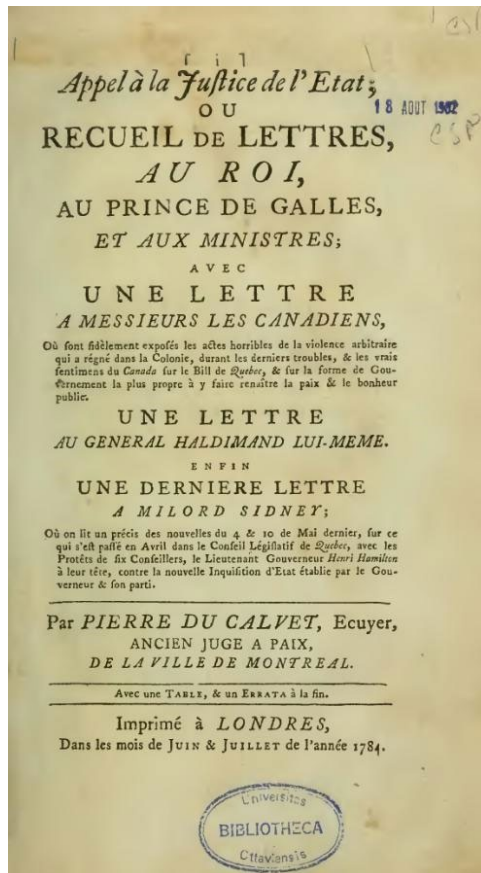 Appel à la Justice de l'Etat;
OU
18 AOUT 1982
RECUEIL DE LETTRES,
AU ROI,
AU PRINCE DE GALLES,
ET AUX MINISTRES;
AVEC
UNE LETTRE
A MESSIEURS LES CANADIENS,
Où sont fidèlement exposés les actes horribles de la violence arbitraire
qui a régné dans la Colonie, durant les derniers troubles, & les vrais
sentimens du Canada sur le Bill de Quebec, & sur la forme de Gou-
vernement la plus propre à y faire renaître la paix & le bonheur
public.
UNE LETTRE
AU GENERAL HALDIMAND LUI-MEME.
ENFIN
UNE DERNIERE LETTRE
A MILORD SIDNEY;
Où on lit un précis des nouvelles du 4 & 10 de Mai dernier, sur ce
qui s'est passé en Avril dans le Conseil Législatif de Quebec, avec les
Protêts de six Conseillers, le Lieutenant Gouverneur Henri Hamilton
à leur tête, contre la nouvelle Inquisition d'Etat établie par le Gou-
verneur & son parti.
Par PIERRE DU CALVET, Ecuyer,
ANCIEN JUGE A PAIX,
DE LA VILLE DE MONTREAL.
Avec une TABLE, & un ERRATA à la fin.
Imprimé à LONDRES,
Dans les mois de JUIN & JUILLET de l'année 1784.
Universitas
BIBLIOTHECA
Ottaviensis